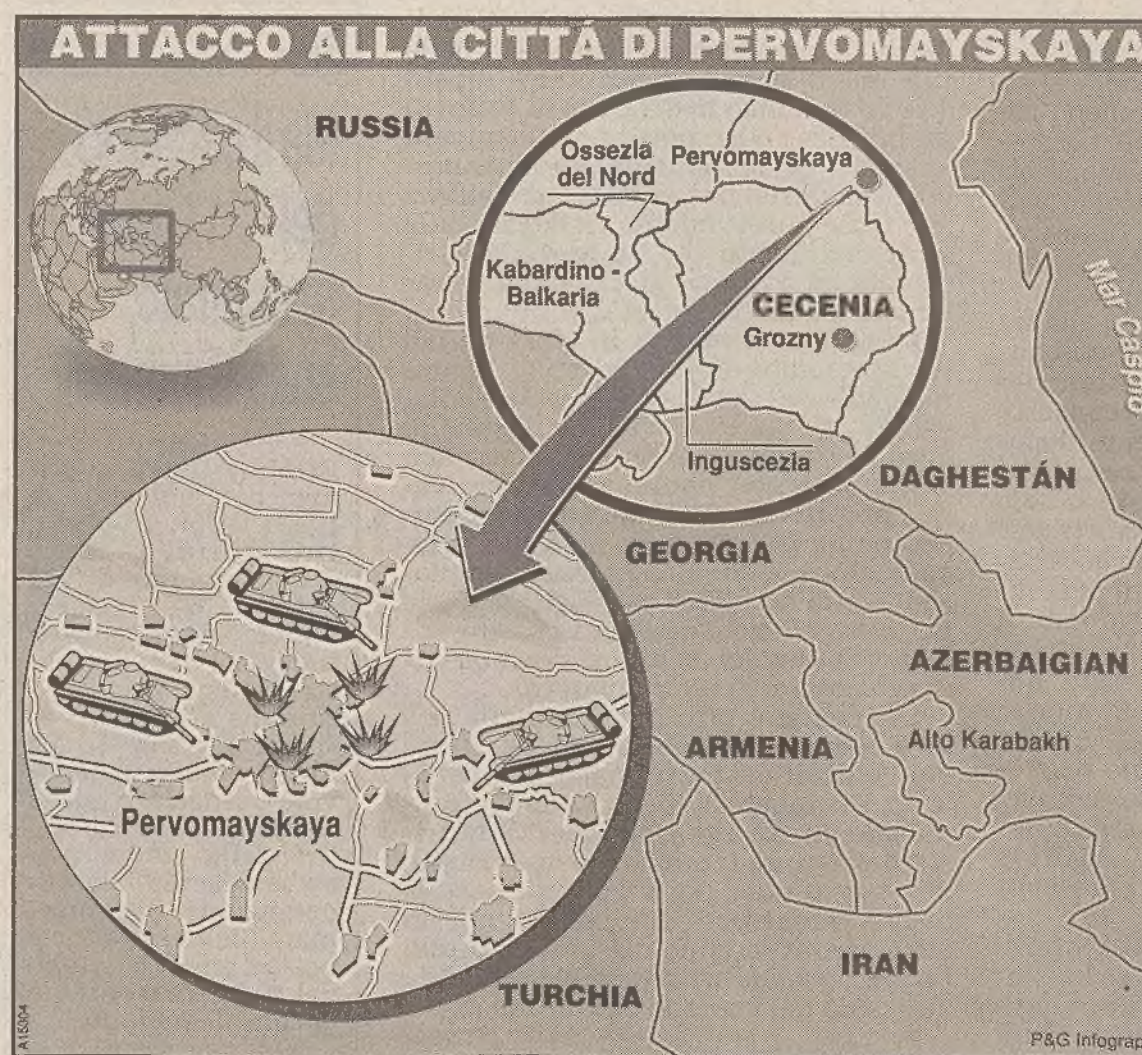 ATTACCO ALLA CITTÀ DI PERVOMAYSKAYA
RUSSIA
Ossezia
del Nord
Pervomayskaya
Kabardino -
Balkaria
CECENIA
Grozny
Inguscezia
Mar Caspio
DAGHESTÁN
GEORGIA
AZERBAIGIAN
ARMENIA
Alto Karabakh
Pervomayskaya
IRAN
TURCHIA
A15304
P&G Infograp